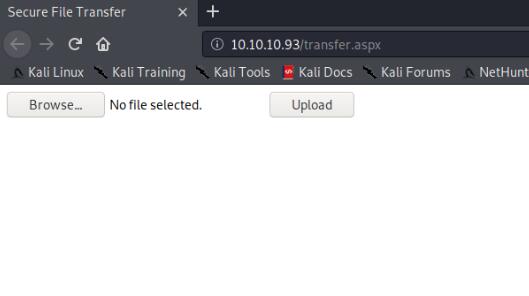 Secure File Transfer
10.10.10.93/transfer.aspx
Kali Linux Kali Training Kali Tools Kali Docs Kali Forums NetHunt
Browse... No file selected. Upload